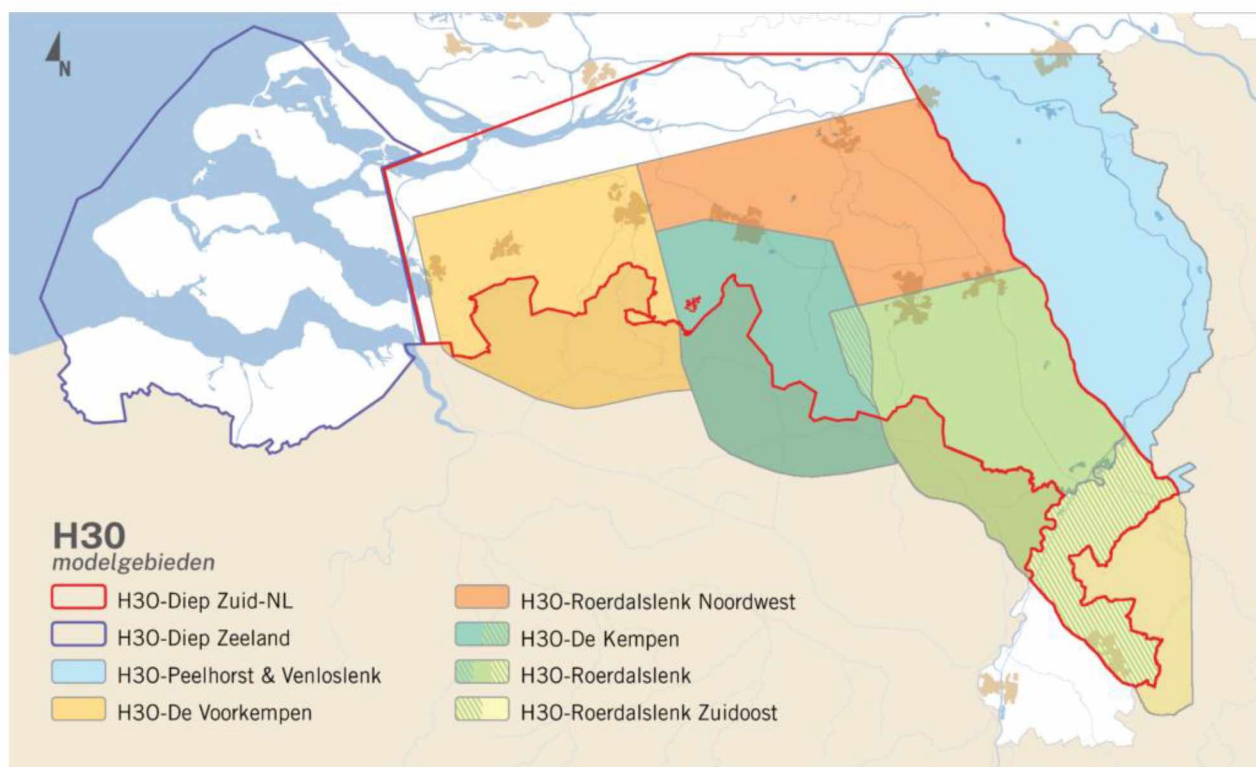 N
H30
modelgebieden
H30-Diep Zuid-NL
H30-Diep Zeeland
H30-Peelhorst & Venloslenk
H30-De Voorkempen
H30-Roerdalslenk Noordwest
H30-De Kempen
H30-Roerdalslenk
H30-Roerdalslenk Zuidoost